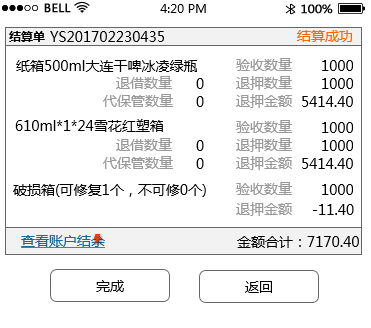 BELL 4:20 PM 100%
结算单 YS201702230435 结算成功
纸箱500ml大连干啤冰凌绿瓶 验收数量 1000
退借数量 0 退押数量 1000
代保管数量 0 退押金额 5414.40
610ml*1*24雪花红塑箱 验收数量 1000
退借数量 0 退押数量 1000
代保管数量 0 退押金额 5414.40
破损箱(可修复1个，不可修0个) 验收数量 1000
退押金额 -11.40
查看账户结余 金额合计：7170.40
完成 返回